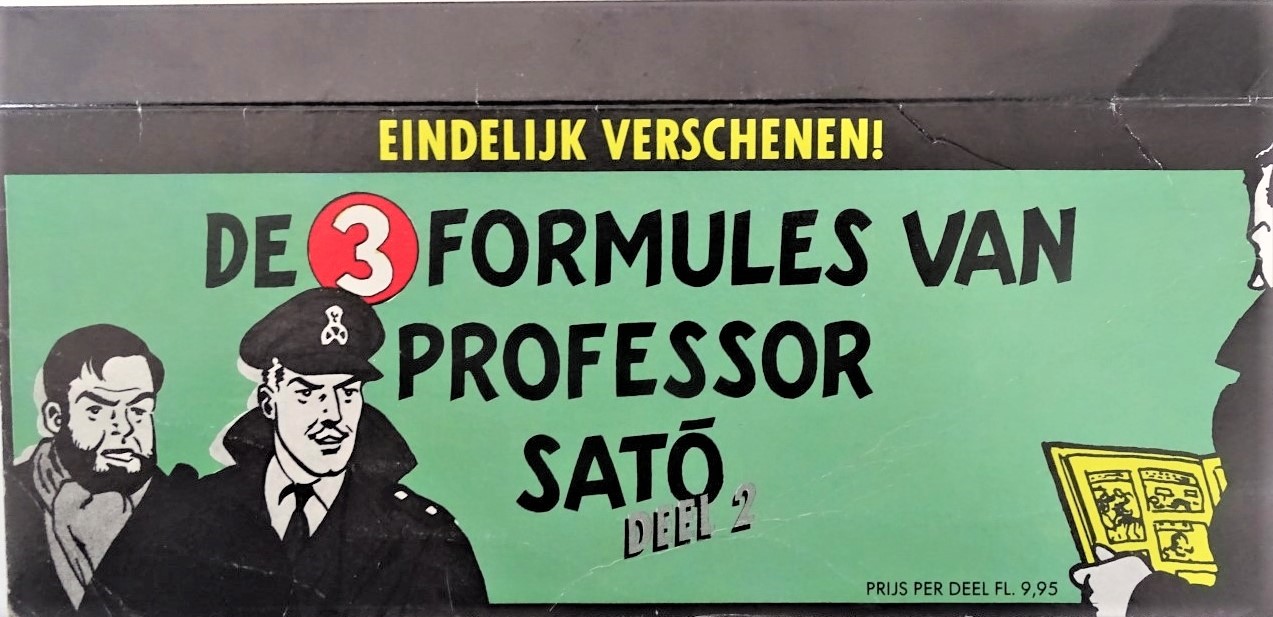 EINDELIJK VERSCHENEN!
DE 3 FORMULES VAN
PROFESSOR
SATŌ
DEEL 2
PRIJS PER DEEL FL. 9,95